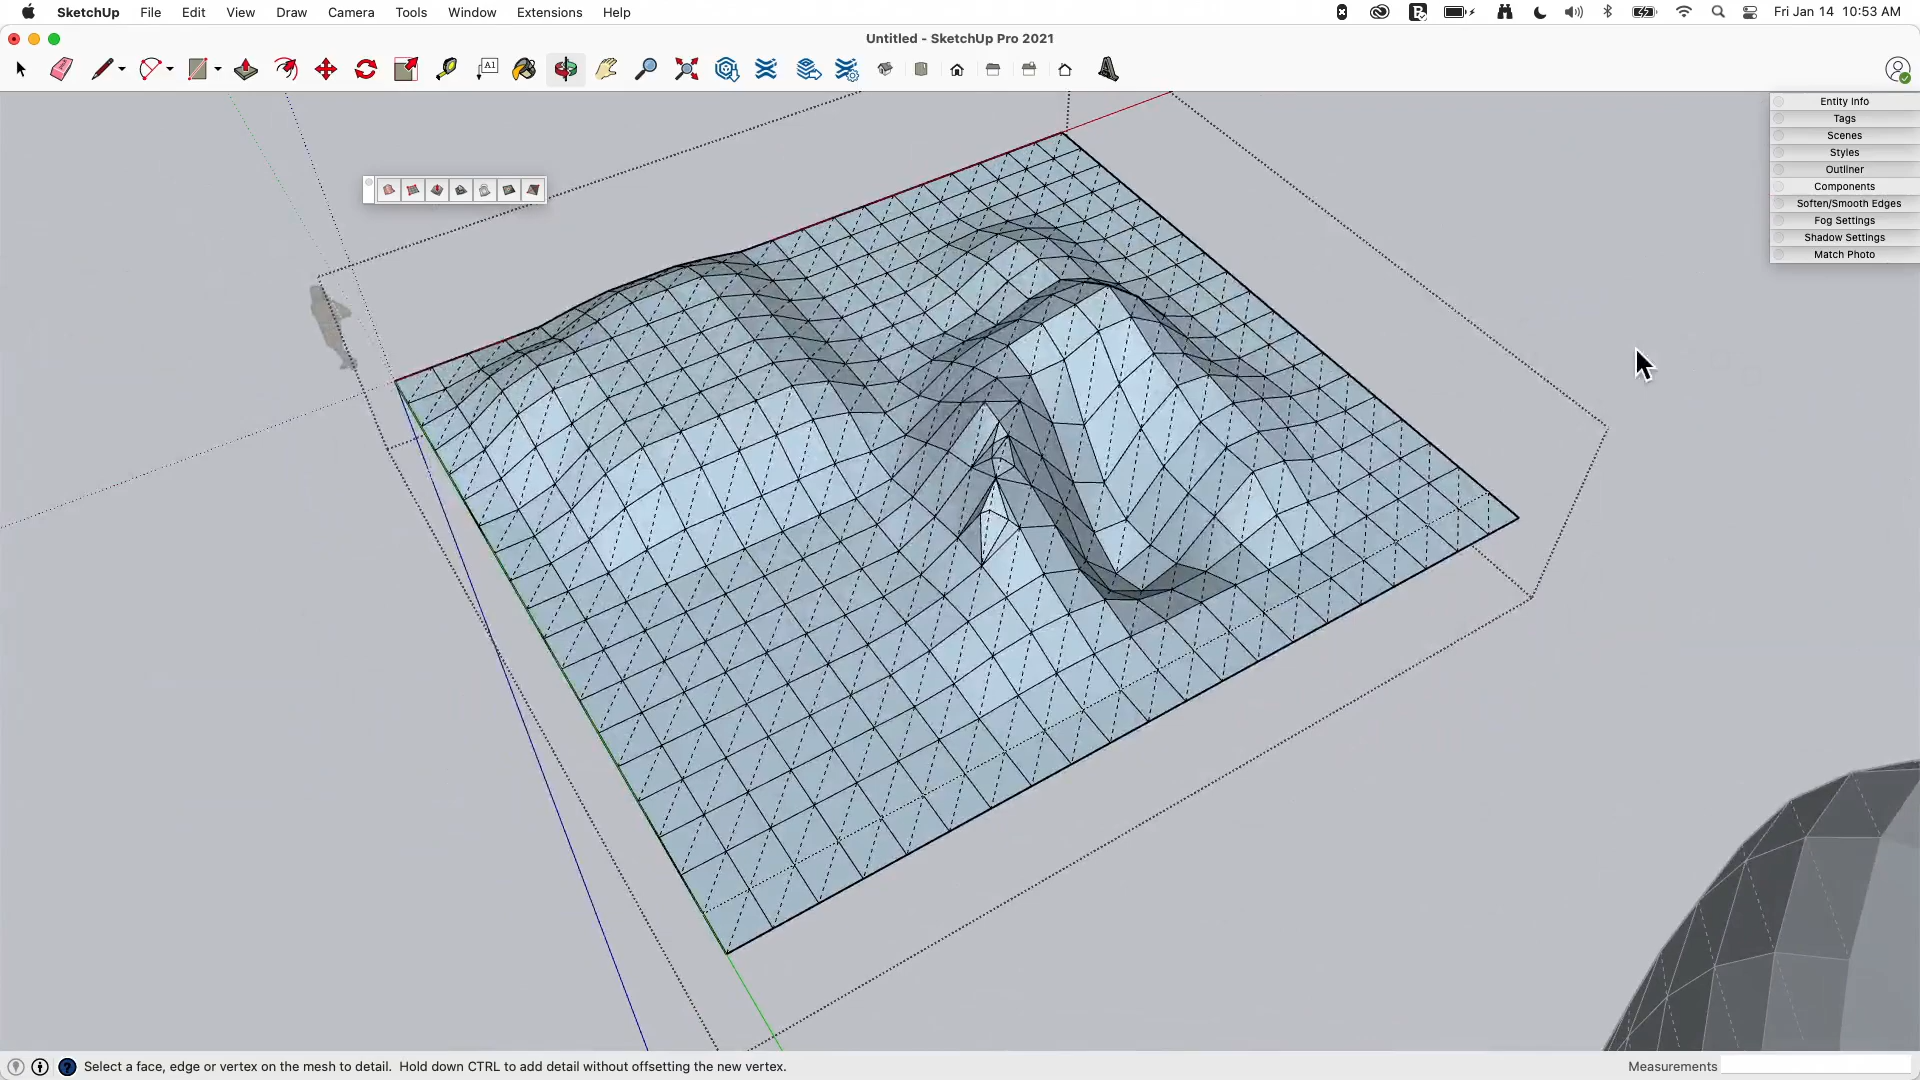 SketchUp File Edit View Draw Camera Tools Window Extensions Help Fri Jan 14 10:53 AM
Untitled - SketchUp Pro 2021
A1
Entity Info
Tags
Scenes
Styles
Outliner
Components
Soften/Smooth Edges
Fog Settings
Shadow Settings
Match Photo
Select a face, edge or vertex on the mesh to detail. Hold down CTRL to add detail without offsetting the new vertex. Measurements